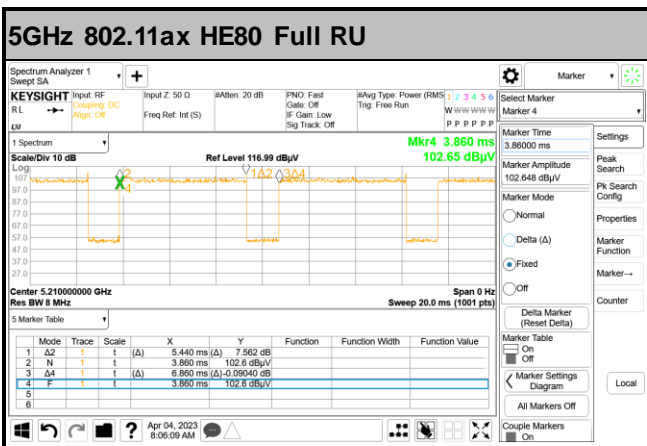 5GHz 802.11ax HE80 Full RU
Spectrum Analyzer 1
Swept SA
Marker
KEYSIGHT Input: RF Input Z: 50 Ω #Atten: 20 dB PNO: Fast #Avg Type: Power (RMS 1 2 3 4 5 6
R L Coupling: DC Gate: Off Trig: Free Run
Align: Off Freq Ref: Int (S) IF Gain: Low W W W W W W
Sig Track: Off P P P P P P
Select Marker
Marker 4
1 Spectrum
Mkr4 3.860 ms
Scale/Div 10 dB Ref Level 116.99 dBµV 102.65 dBµV
Log
107
97.0
87.0
77.0
67.0
57.0
47.0
37.0
27.0
Δ2
X4
1Δ2
3Δ4
Center 5.210000000 GHz Span 0 Hz
Res BW 8 MHz Sweep 20.0 ms (1001 pts)
5 Marker Table
Mode Trace Scale X Y Function Function Width Function Value
1 Δ2 1 t (Δ) 5.440 ms (Δ) 7.562 dB
2 N 1 t 3.860 ms 102.6 dBµV
3 Δ4 1 t (Δ) 6.860 ms (Δ) -0.09040 dB
4 F 1 t 3.860 ms 102.6 dBµV
5
6
Marker Time
3.86000 ms
Marker Amplitude
102.648 dBµV
Marker Mode
Normal
Delta (Δ)
Fixed
Off
Delta Marker
(Reset Delta)
Marker Table
On
Off
Marker Settings
Diagram
All Markers Off
Couple Markers
On
Settings
Peak
Search
Pk Search
Config
Properties
Marker
Function
Marker→
Counter
Local
Apr 04, 2023
8:06:09 AM